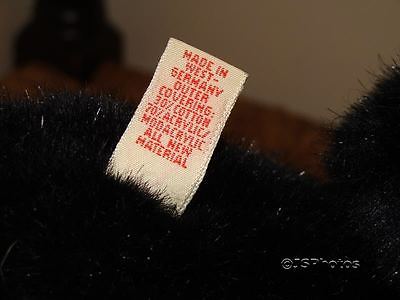 MADE IN
WEST-
GERMANY
OUTER
COVERING
30%COTTON
70%ACRYLIC/
MODACRYLIC
ALL NEW
MATERIAL
©JSPhotos